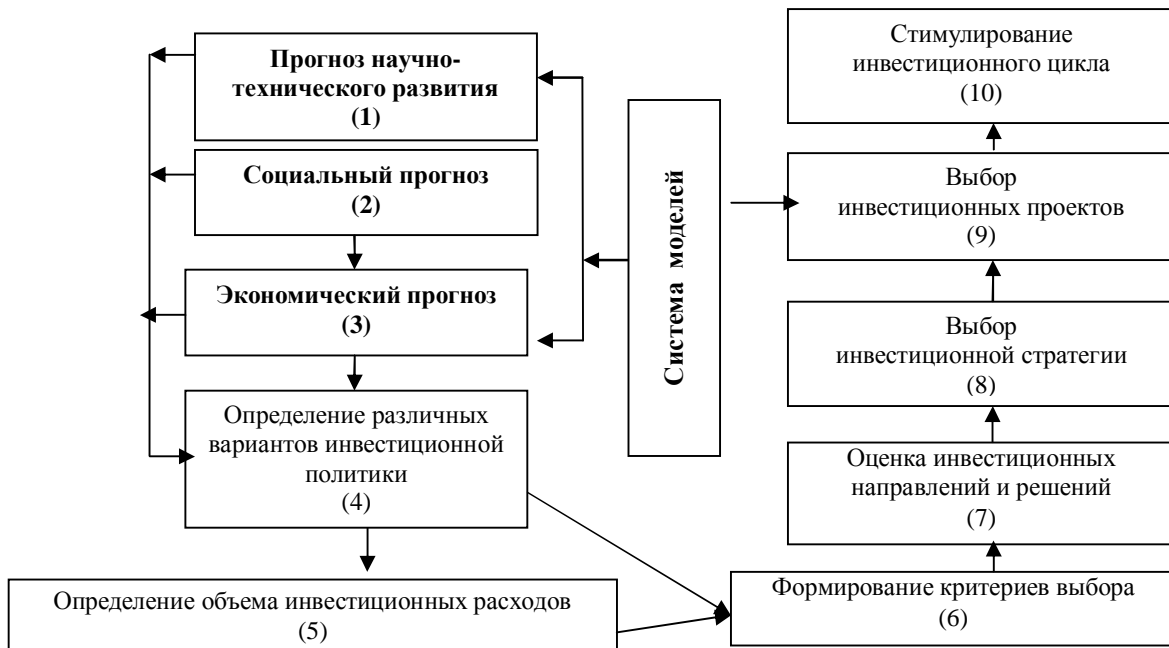 Прогноз научно-
технического развития
(1)
Социальный прогноз
(2)
Экономический прогноз
(3)
Определение различных
вариантов инвестиционной
политики
(4)
Определение объема инвестиционных расходов
(5)
Система моделей
Стимулирование
инвестиционного цикла
(10)
Выбор
инвестиционных проектов
(9)
Выбор
инвестиционной стратегии
(8)
Оценка инвестиционных
направлений и решений
(7)
Формирование критериев выбора
(6)